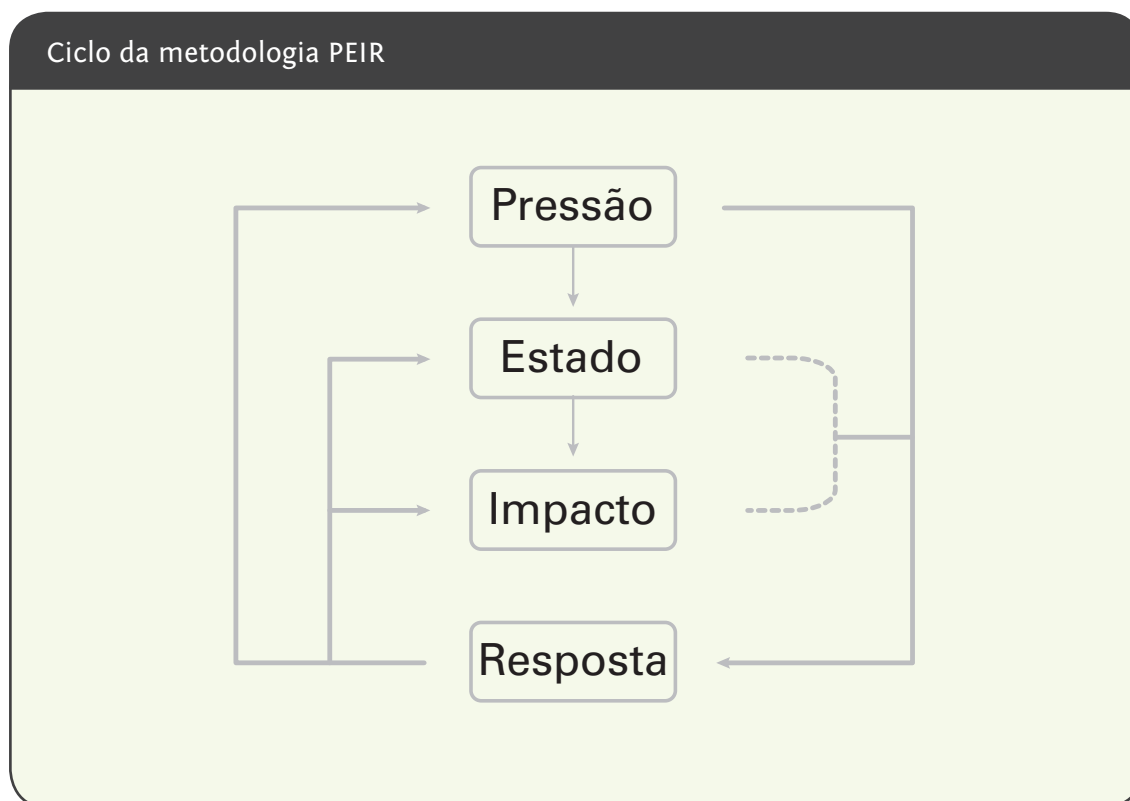 Ciclo da metodologia PEIR
Pressão
Estado
Impacto
Resposta